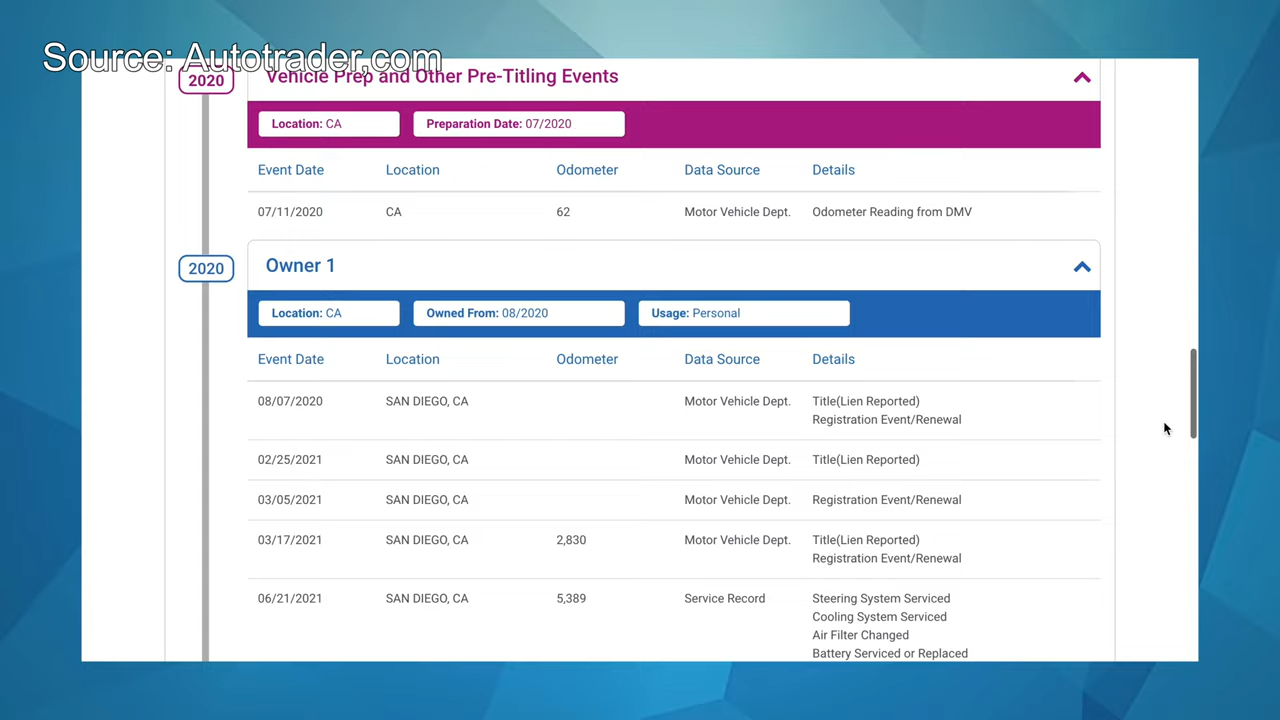 Source: Autotrader.com
2020
Vehicle Prep and Other Pre-Titling Events
Location: CA
Preparation Date: 07/2020
Event Date Location Odometer Data Source Details
07/11/2020 CA 62 Motor Vehicle Dept. Odometer Reading from DMV
2020
Owner 1
Location: CA
Owned From: 08/2020
Usage: Personal
Event Date Location Odometer Data Source Details
08/07/2020 SAN DIEGO, CA Motor Vehicle Dept. Title(Lien Reported)
Registration Event/Renewal
02/25/2021 SAN DIEGO, CA Motor Vehicle Dept. Title(Lien Reported)
03/05/2021 SAN DIEGO, CA Motor Vehicle Dept. Registration Event/Renewal
03/17/2021 SAN DIEGO, CA 2,830 Motor Vehicle Dept. Title(Lien Reported)
Registration Event/Renewal
06/21/2021 SAN DIEGO, CA 5,389 Service Record Steering System Serviced
Cooling System Serviced
Air Filter Changed
Battery Serviced or Replaced